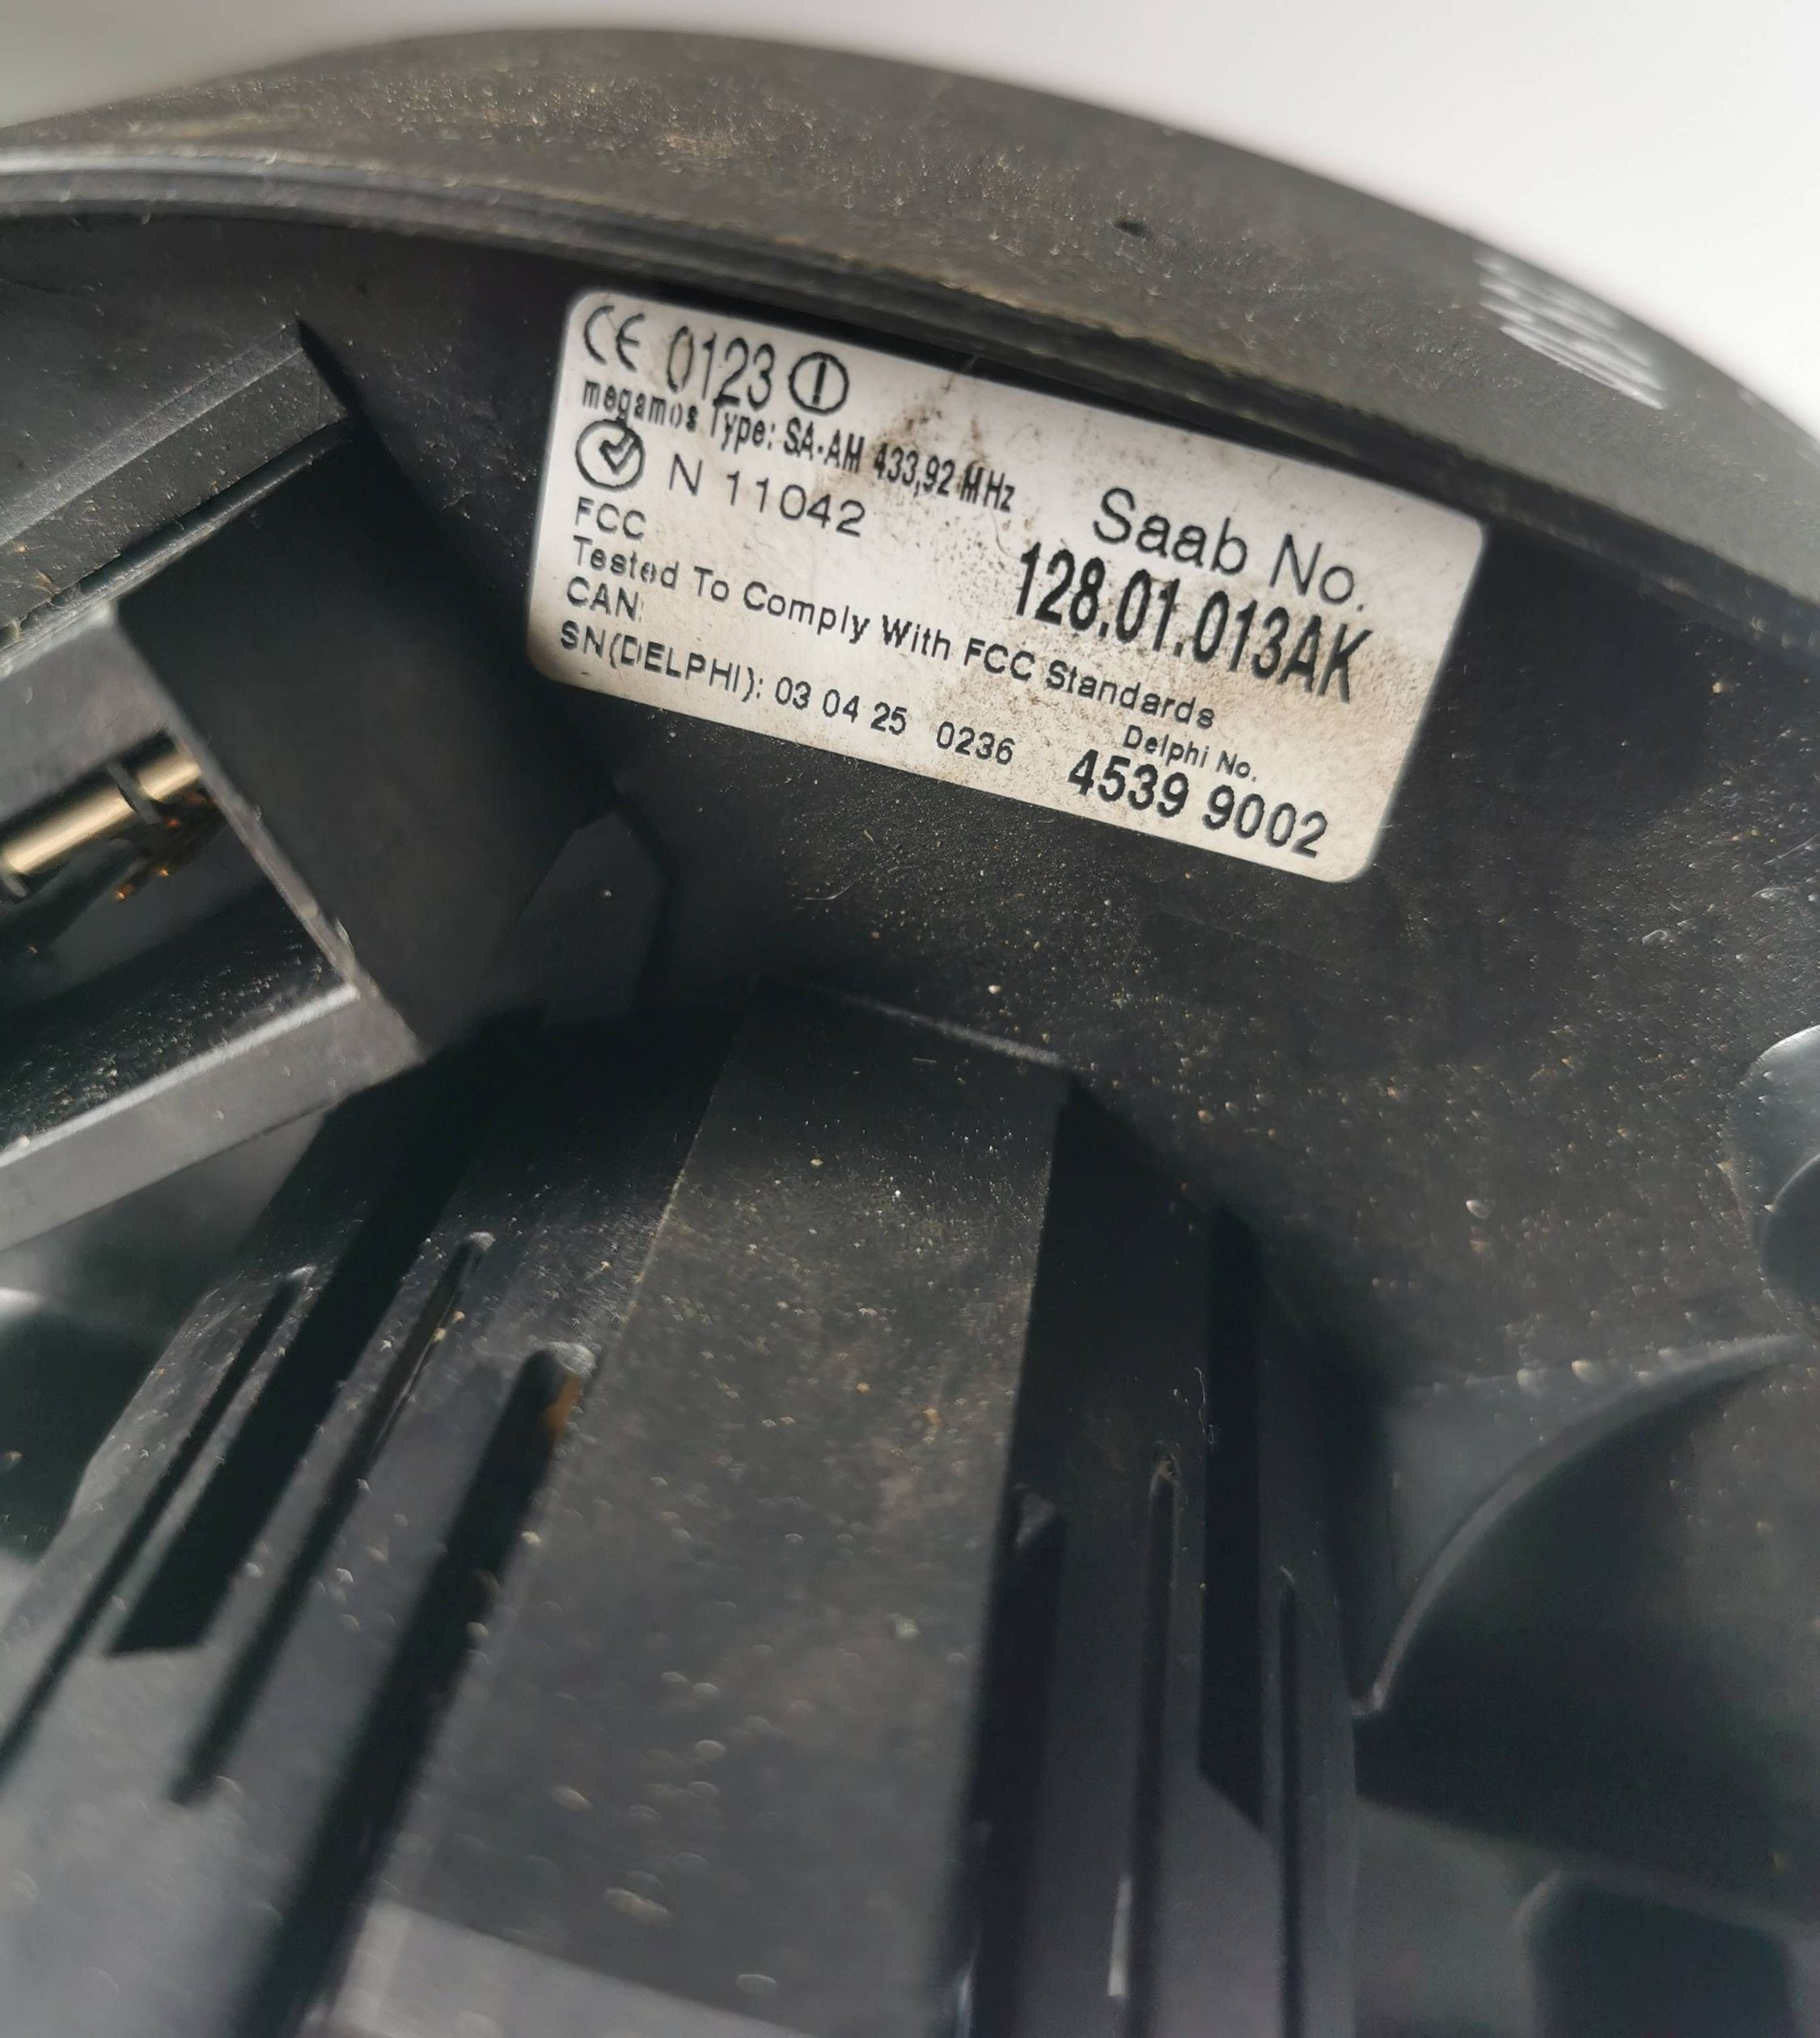 CE 0123
megamos Type: SA-AM 433,92 MHz
N 11042
Saab No.
128.01.013AK
FCC
Tested To Comply With FCC Standards
CAN:
Delphi No.
SN(DELPHI): 03 04 25 0236
4539 9002